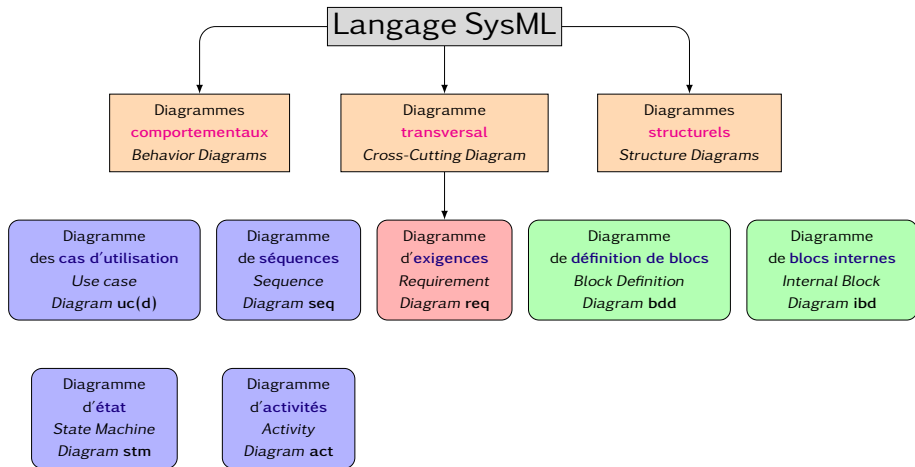 Langage SysML
Diagrammes
comportementaux
Behavior Diagrams
Diagramme
transversal
Cross-Cutting Diagram
Diagrammes
structurels
Structure Diagrams
Diagramme
des cas d'utilisation
Use case
Diagram uc(d)
Diagramme
de séquences
Sequence
Diagram seq
Diagramme
d'exigences
Requirement
Diagram req
Diagramme
de définition de blocs
Block Definition
Diagram bdd
Diagramme
de blocs internes
Internal Block
Diagram ibd
Diagramme
d'état
State Machine
Diagram stm
Diagramme
d'activités
Activity
Diagram act